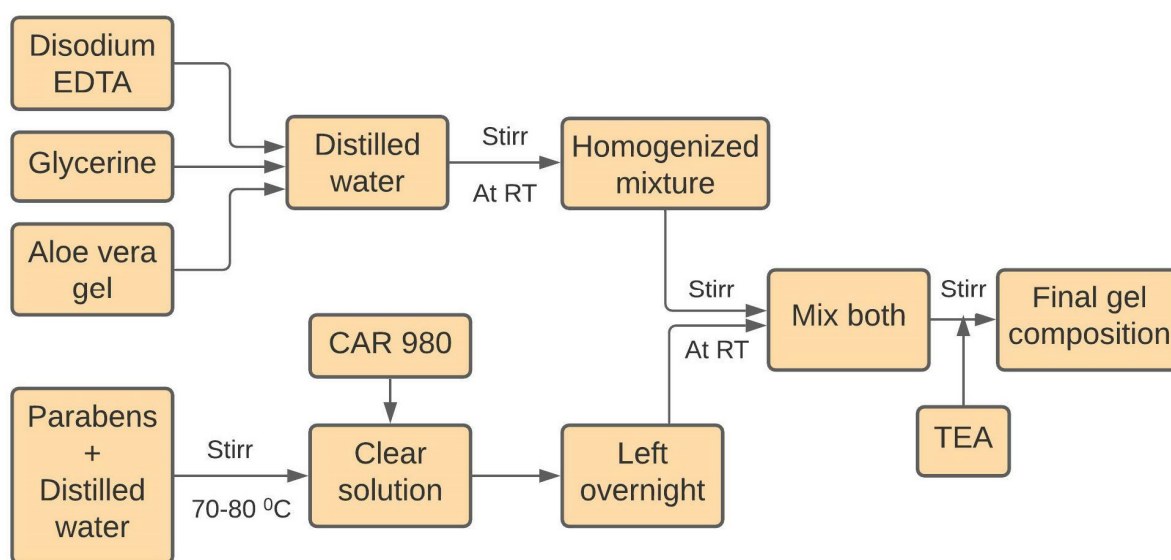 Disodium
EDTA
Glycerine
Aloe vera
gel
Distilled
water
Stirr
At RT
Homogenized
mixture
CAR 980
Parabens
+
Distilled
water
Stirr
70-80 ⁰C
Clear
solution
Left
overnight
Stirr
At RT
Mix both
Stirr
TEA
Final gel
composition